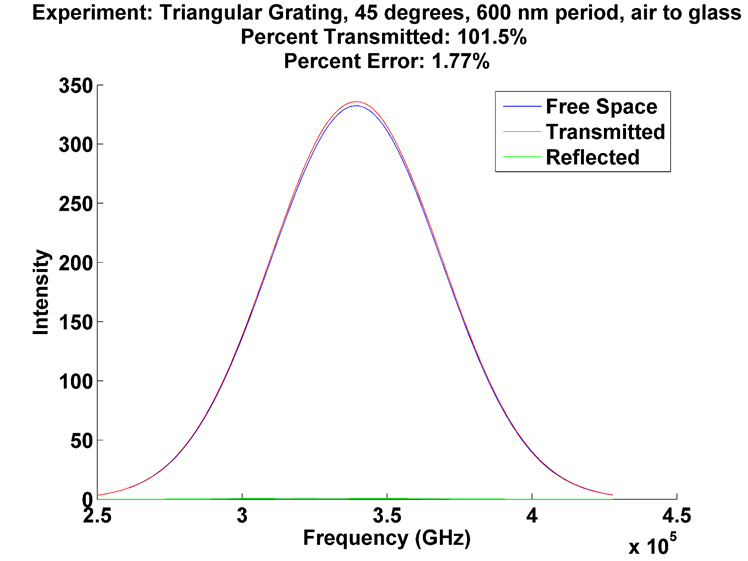 Experiment: Triangular Grating, 45 degrees, 600 nm period, air to glass
Percent Transmitted: 101.5%
Percent Error: 1.77%
350
300
250
200
150
100
50
0
Intensity
Free Space
Transmitted
Reflected
2.5 3 3.5 4 4.5
Frequency (GHz)
x 10⁵